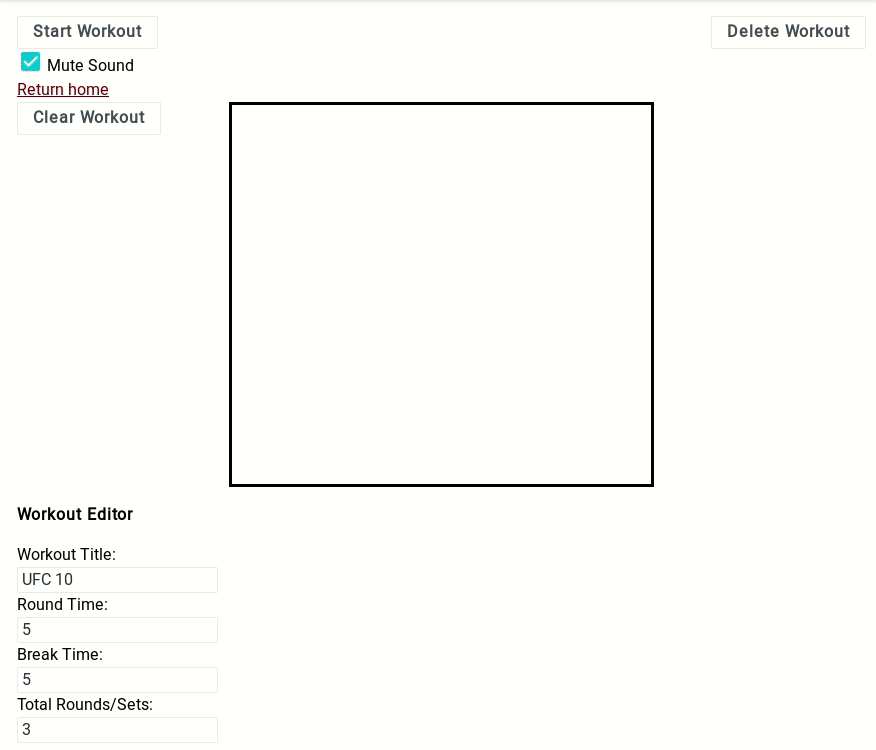 Start Workout
Delete Workout
Mute Sound
Return home
Clear Workout
Workout Editor
Workout Title:
UFC 10
Round Time:
5
Break Time:
5
Total Rounds/Sets:
3